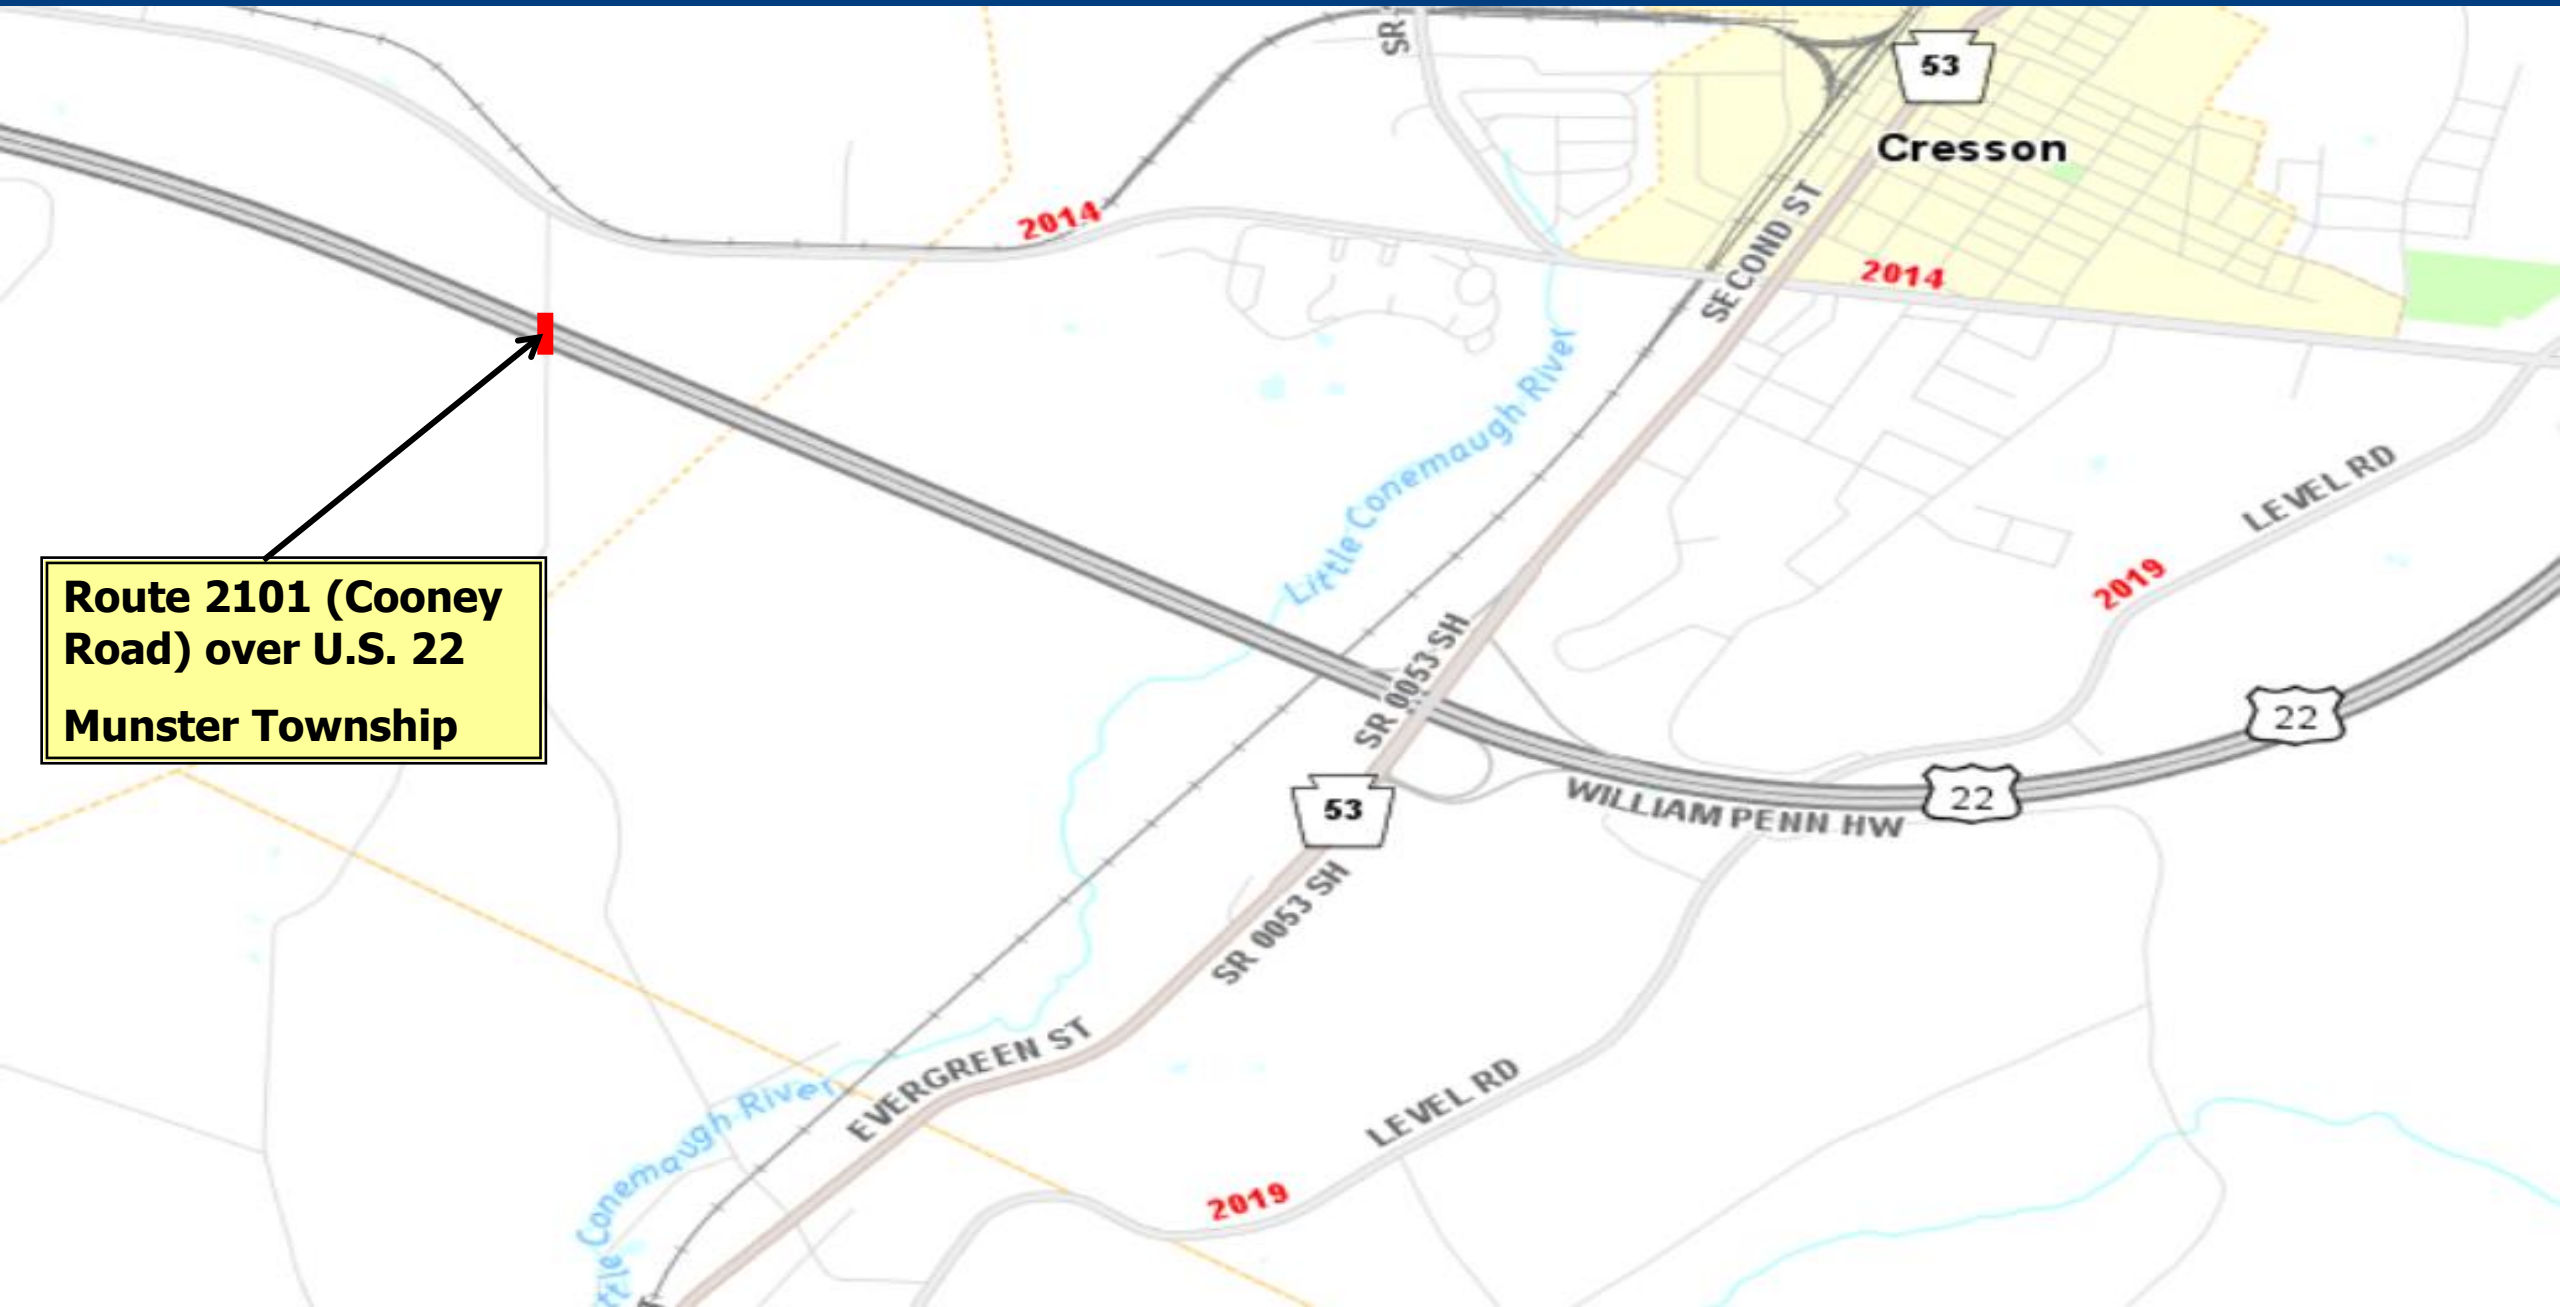 SR
53
Cresson
2014
SECOND ST
2014
Little Conemaugh River
LEVEL RD
2019
Route 2101 (Cooney
Road) over U.S. 22
Munster Township
SR 0053 SH
22
22
53
WILLIAM PENN HW
SR 0053 SH
EVERGREEN ST
Conemaugh River
LEVEL RD
2019